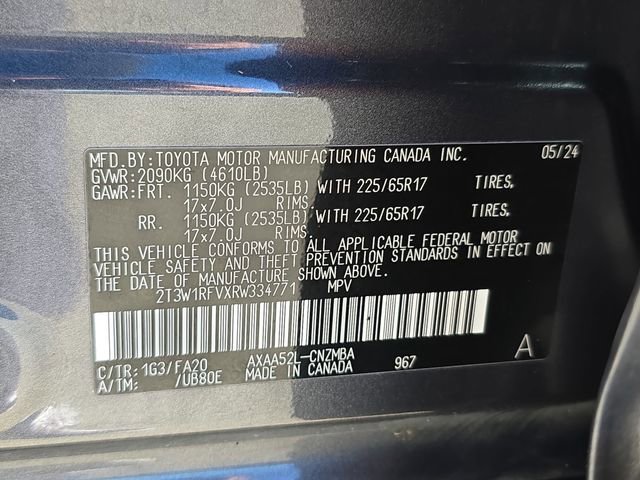 MFD.BY:TOYOTA MOTOR MANUFACTURING CANADA INC. 05/24
GVWR:2090KG (4610LB)
GAWR:FRT. 1150KG (2535LB) WITH 225/65R17 TIRES,
17x7.0J RIMS.
RR. 1150KG (2535LB) WITH 225/65R17 TIRES,
17x7.0J RIMS.
THIS VEHICLE CONFORMS TO ALL APPLICABLE FEDERAL MOTOR
VEHICLE SAFETY AND THEFT PREVENTION STANDARDS IN EFFECT ON
THE DATE OF MANUFACTURE SHOWN ABOVE.
2T3W1RFVXRW334771 MPV
C/TR: 1G3/FA20 AXAA52L-CNZMBA 967 A
A/TM: /UB80E MADE IN CANADA